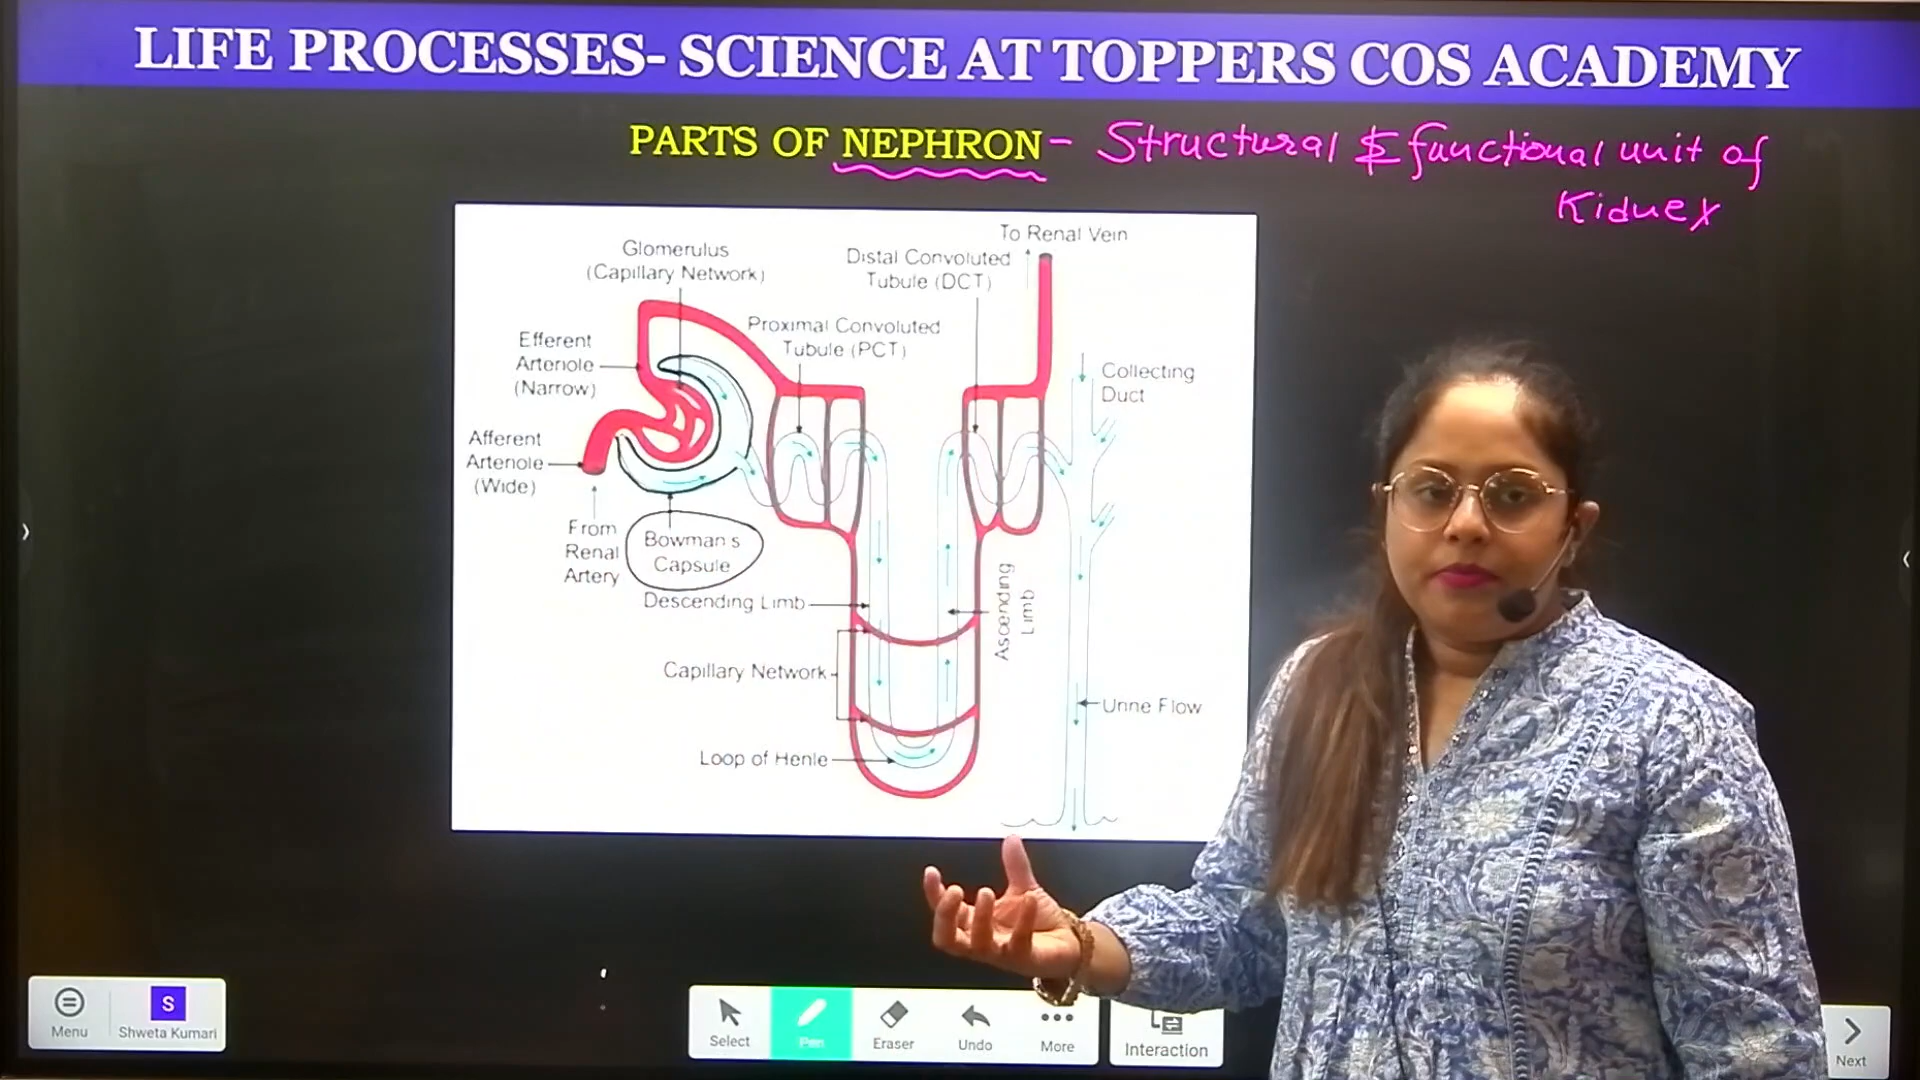 LIFE PROCESSES- SCIENCE AT TOPPERS COS ACADEMY
PARTS OF NEPHRON - Structural & functional unit of
Kidney
To Renal Vein
Glomerulus
(Capillary Network)
Distal Convoluted
Tubule (DCT)
Proximal Convoluted
Tubule (PCT)
Efferent
Arteriole
(Narrow)
Collecting
Duct
Afferent
Arteriole
(Wide)
From
Renal
Artery
Bowman's
Capsule
Descending Limb
Ascending
Limb
Capillary Network
Urine Flow
Loop of Henle
S
Menu
Shweta Kumari
Select
Pen
Eraser
Undo
More
Interaction
Next